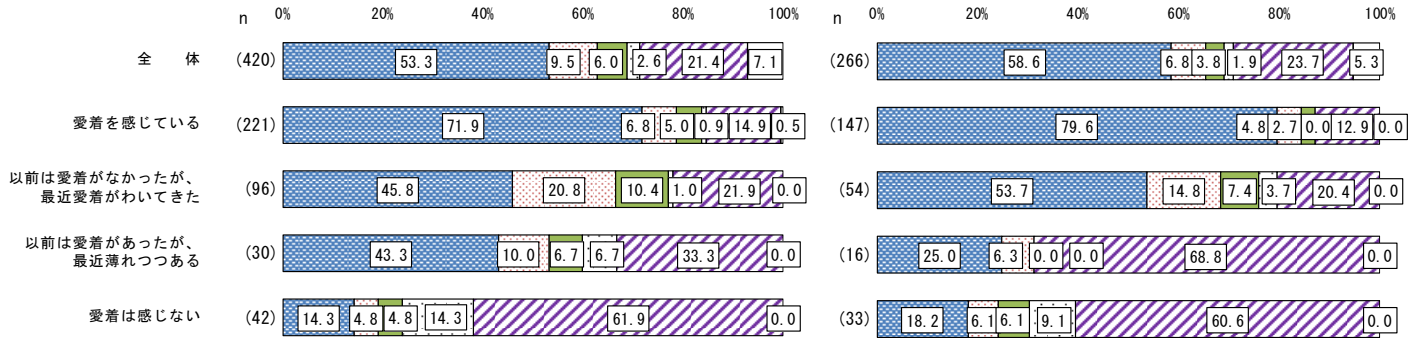 n 0% 20% 40% 60% 80% 100% n 0% 20% 40% 60% 80% 100%
全 体 (420) 53.3 9.5 6.0 2.6 21.4 7.1 (266) 58.6 6.8 3.8 1.9 23.7 5.3
愛着を感じている (221) 71.9 6.8 5.0 0.9 14.9 0.5 (147) 79.6 4.8 2.7 0.0 12.9 0.0
以前は愛着がなかったが、
最近愛着がわいてきた (96) 45.8 20.8 10.4 1.0 21.9 0.0 (54) 53.7 14.8 7.4 3.7 20.4 0.0
以前は愛着があったが、
最近薄れつつある (30) 43.3 10.0 6.7 6.7 33.3 0.0 (16) 25.0 6.3 0.0 0.0 68.8 0.0
愛着は感じない (42) 14.3 4.8 4.8 14.3 61.9 0.0 (33) 18.2 6.1 6.1 9.1 60.6 0.0